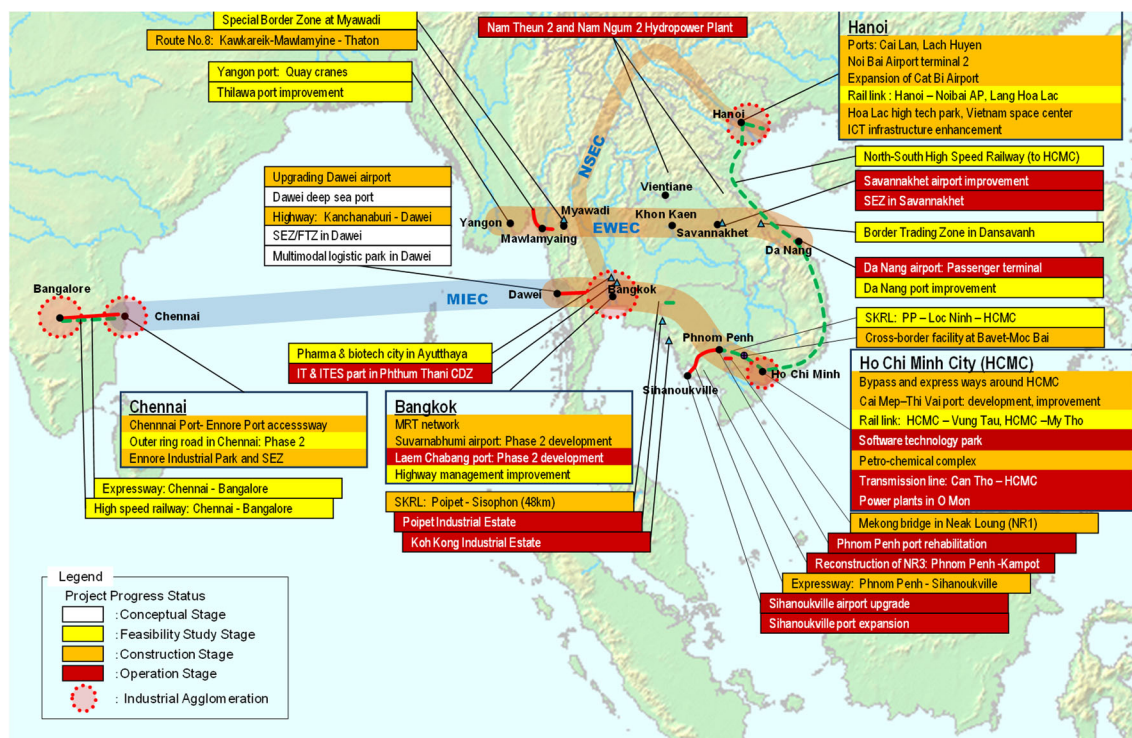 Special Border Zone at Myawadi
Route No.8: Kawkareik-Mawlamyine - Thaton
Yangon port: Quay cranes
Thilawa port improvement
Nam Theun 2 and Nam Ngum 2 Hydropower Plant
Hanoi
Ports: Cai Lan, Lach Huyen
Noi Bai Airport terminal 2
Expansion of Cat Bi Airport
Rail link : Hanoi – Noibai AP, Lang Hoa Lac
Hoa Lac high tech park, Vietnam space center
ICT infrastructure enhancement
Upgrading Dawei airport
Dawei deep sea port
Highway: Kanchanaburi - Dawei
SEZ/FTZ in Dawei
Multimodal logistic park in Dawei
North-South High Speed Railway (to HCMC)
Savannakhet airport improvement
SEZ in Savannakhet
Border Trading Zone in Dansavanh
Da Nang airport: Passenger terminal
Da Nang port improvement
SKRL: PP – Loc Ninh – HCMC
Cross-border facility at Bavet-Moc Bai
Hanoi
NSEC
Vientiane
Yangon
Myawadi
Mawlamyaing
Khon Kaen
EWEC
Savannakhet
Da Nang
Bangalore
Chennai
MIEC
Dawei
Bangkok
Phnom Penh
Sihanoukville
Ho Chi Minh
Pharma & biotech city in Ayutthaya
IT & ITES part in Phthum Thani CDZ
Chennai
Chennnai Port- Ennore Port accessway
Outer ring road in Chennai: Phase 2
Ennore Industrial Park and SEZ
Expressway: Chennai - Bangalore
High speed railway: Chennai - Bangalore
Bangkok
MRT network
Suvarnabhumi airport: Phase 2 development
Laem Chabang port: Phase 2 development
Highway management improvement
SKRL: Poipet - Sisophon (48km)
Poipet Industrial Estate
Koh Kong Industrial Estate
Ho Chi Minh City (HCMC)
Bypass and express ways around HCMC
Cai Mep–Thi Vai port: development, improvement
Rail link: HCMC – Vung Tau, HCMC –My Tho
Software technology park
Petro-chemical complex
Transmission line: Can Tho – HCMC
Power plants in O Mon
Mekong bridge in Neak Loung (NR1)
Phnom Penh port rehabilitation
Reconstruction of NR3: Phnom Penh -Kampot
Expressway: Phnom Penh - Sihanoukville
Sihanoukville airport upgrade
Sihanoukville port expansion
Legend
Project Progress Status
: Conceptual Stage
: Feasibility Study Stage
: Construction Stage
: Operation Stage
: Industrial Agglomeration